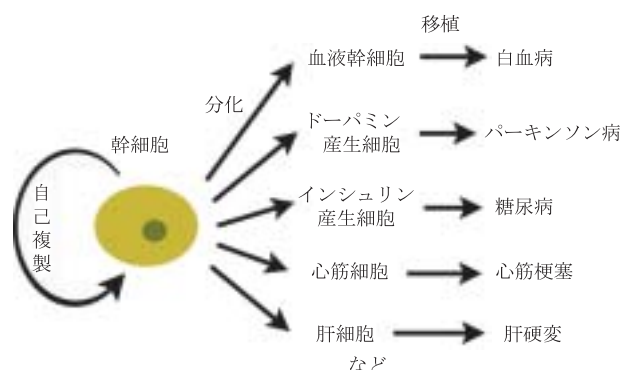 移植
血液幹細胞
白血病
分化
ドーパミン
産生細胞
パーキンソン病
幹細胞
自己複製
インシュリン
産生細胞
糖尿病
心筋細胞
心筋梗塞
肝細胞
肝硬変
など